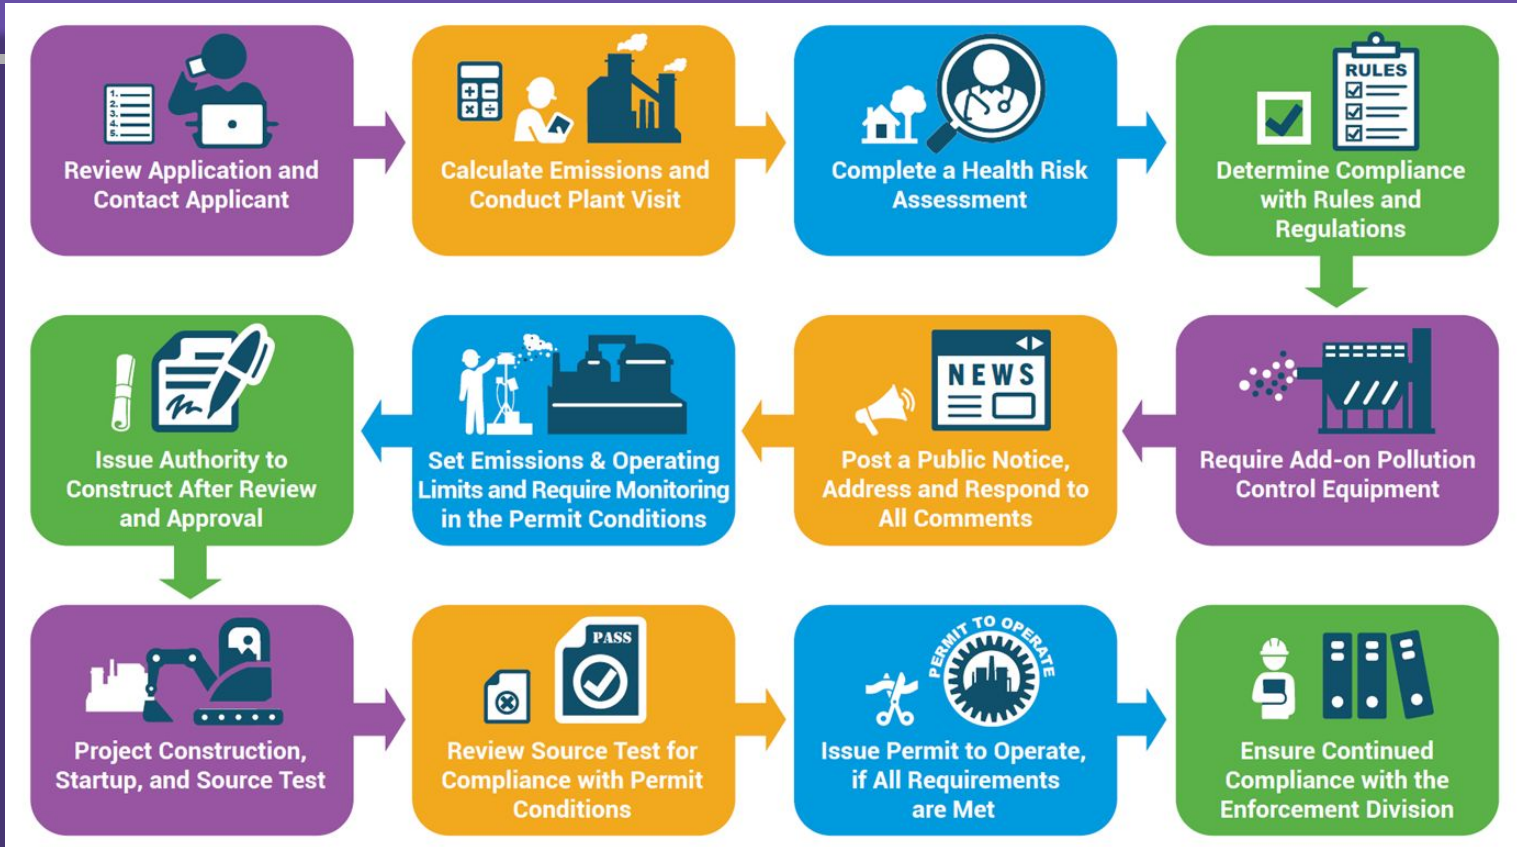 1.
2.
3.
4.
5.
Review Application and
Contact Applicant
+ −
× ÷
Calculate Emissions and
Conduct Plant Visit
Complete a Health Risk
Assessment
RULES
Determine Compliance
with Rules and
Regulations
Require Add-on Pollution
Control Equipment
NEWS
Post a Public Notice,
Address and Respond to
All Comments
Set Emissions & Operating
Limits and Require Monitoring
in the Permit Conditions
Issue Authority to
Construct After Review
and Approval
Project Construction,
Startup, and Source Test
PASS
Review Source Test for
Compliance with Permit
Conditions
PERMIT TO OPERATE
Issue Permit to Operate,
if All Requirements
are Met
Ensure Continued
Compliance with the
Enforcement Division